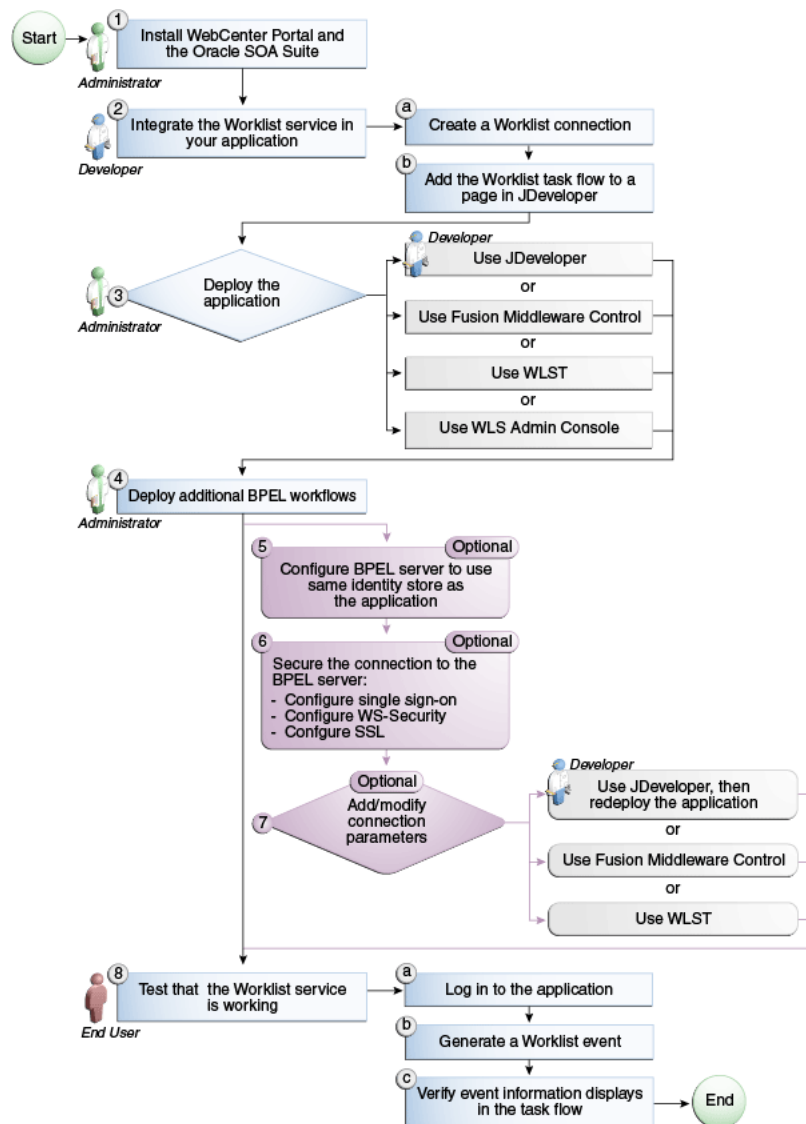 Start
1
Install WebCenter Portal and
the Oracle SOA Suite
Administrator
2
Integrate the Worklist service in
your application
Developer
a
Create a Worklist connection
b
Add the Worklist task flow to a
page in JDeveloper
3
Deploy the
application
Administrator
Developer
Use JDeveloper
or
Use Fusion Middleware Control
or
Use WLST
or
Use WLS Admin Console
4
Deploy additional BPEL workflows
Administrator
5
Optional
Configure BPEL server to use
same identity store as
the application
6
Optional
Secure the connection to the
BPEL server:
- Configure single sign-on
- Configure WS-Security
- Confgure SSL
7
Optional
Add/modify
connection
parameters
Developer
Use JDeveloper, then
redeploy the application
or
Use Fusion Middleware Control
or
Use WLST
8
Test that the Worklist service
is working
End User
a
Log in to the application
b
Generate a Worklist event
c
Verify event information displays
in the task flow
End